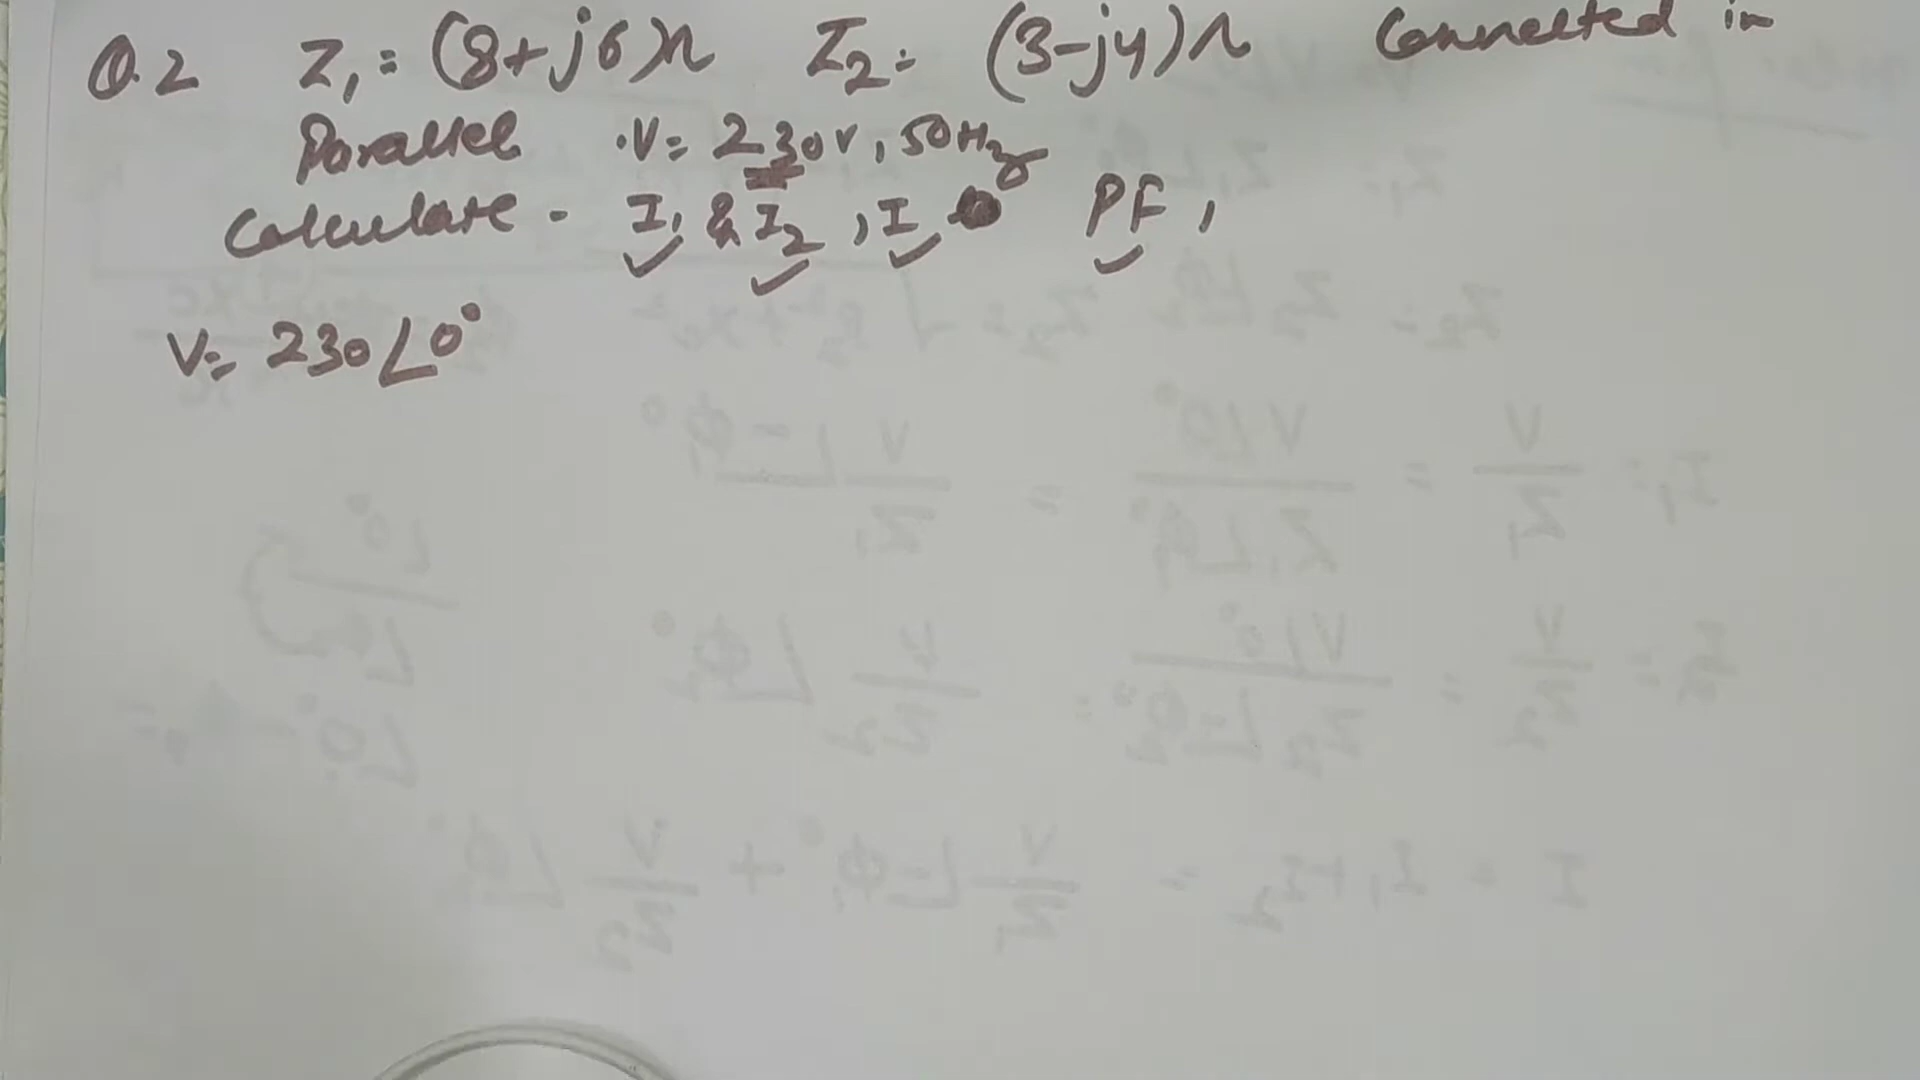 Q.2 Z₁ = (8+j6)Ω Z₂ = (3-j4)Ω Connected in
Parallel .V = 230V, 50Hz
Calculate - I₁ & I₂, I PF,
V = 230∠0°